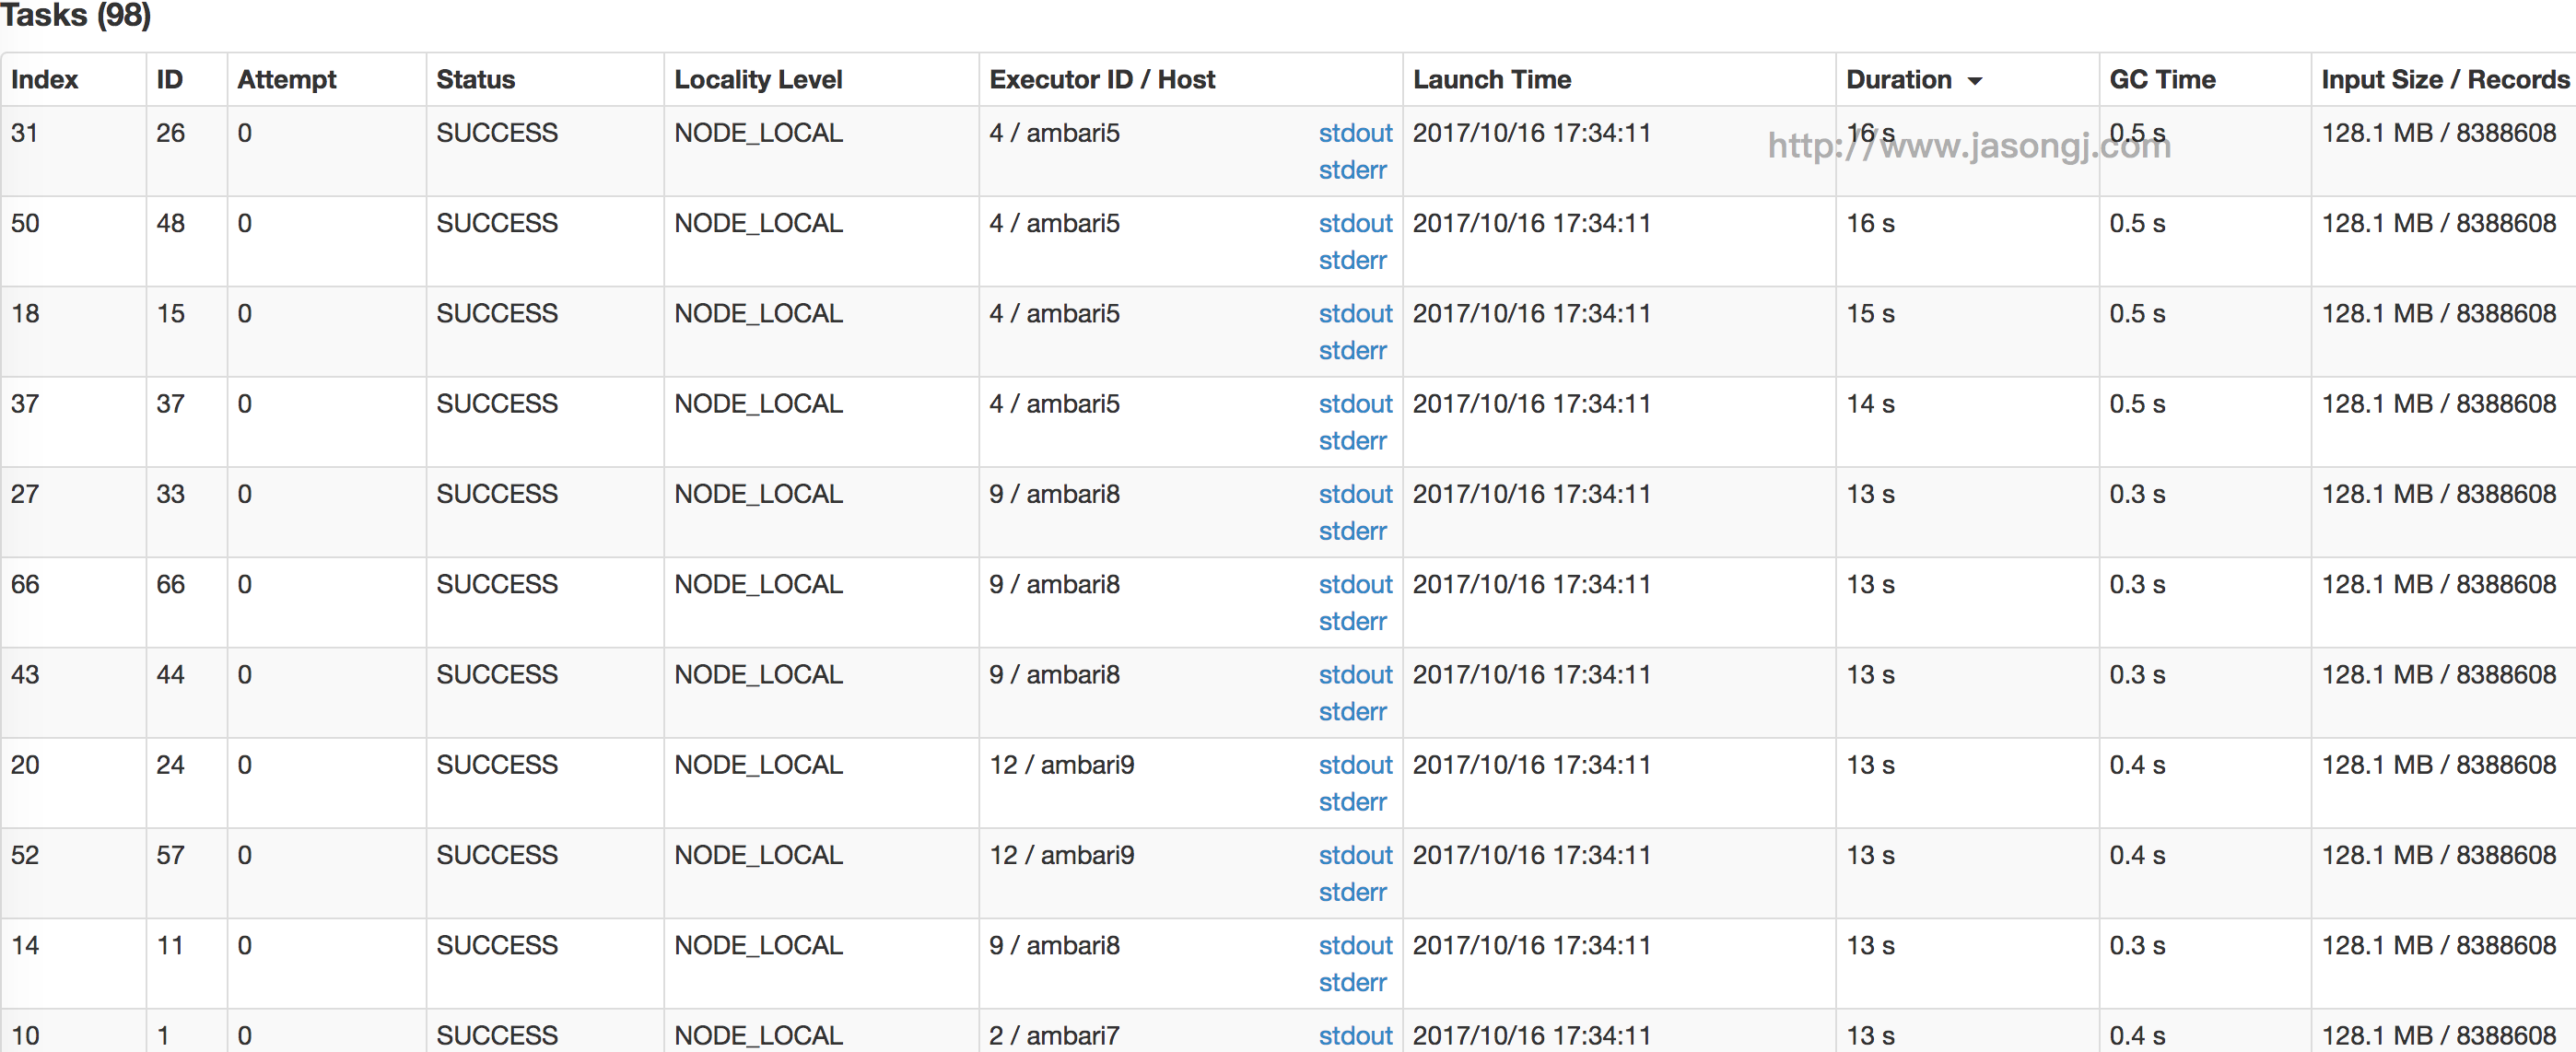 Tasks (98)
Index ID Attempt Status Locality Level Executor ID / Host Launch Time Duration GC Time Input Size / Records
31 26 0 SUCCESS NODE_LOCAL 4 / ambari5 stdout 2017/10/16 17:34:11 16 s 0.5 s 128.1 MB / 8388608
http://www.jasongj.com
stderr
50 48 0 SUCCESS NODE_LOCAL 4 / ambari5 stdout 2017/10/16 17:34:11 16 s 0.5 s 128.1 MB / 8388608
stderr
18 15 0 SUCCESS NODE_LOCAL 4 / ambari5 stdout 2017/10/16 17:34:11 15 s 0.5 s 128.1 MB / 8388608
stderr
37 37 0 SUCCESS NODE_LOCAL 4 / ambari5 stdout 2017/10/16 17:34:11 14 s 0.5 s 128.1 MB / 8388608
stderr
27 33 0 SUCCESS NODE_LOCAL 9 / ambari8 stdout 2017/10/16 17:34:11 13 s 0.3 s 128.1 MB / 8388608
stderr
66 66 0 SUCCESS NODE_LOCAL 9 / ambari8 stdout 2017/10/16 17:34:11 13 s 0.3 s 128.1 MB / 8388608
stderr
43 44 0 SUCCESS NODE_LOCAL 9 / ambari8 stdout 2017/10/16 17:34:11 13 s 0.3 s 128.1 MB / 8388608
stderr
20 24 0 SUCCESS NODE_LOCAL 12 / ambari9 stdout 2017/10/16 17:34:11 13 s 0.4 s 128.1 MB / 8388608
stderr
52 57 0 SUCCESS NODE_LOCAL 12 / ambari9 stdout 2017/10/16 17:34:11 13 s 0.4 s 128.1 MB / 8388608
stderr
14 11 0 SUCCESS NODE_LOCAL 9 / ambari8 stdout 2017/10/16 17:34:11 13 s 0.3 s 128.1 MB / 8388608
stderr
10 1 0 SUCCESS NODE_LOCAL 2 / ambari7 stdout 2017/10/16 17:34:11 13 s 0.4 s 128.1 MB / 8388608